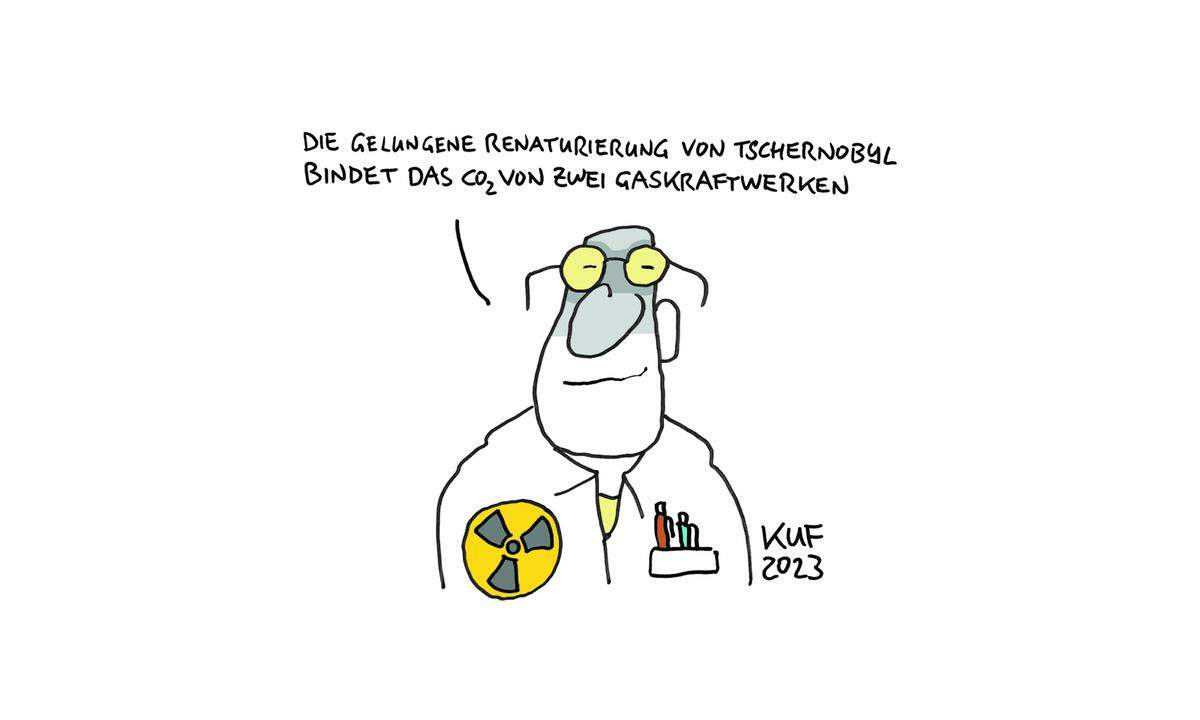 DIE GELUNGENE RENATURIERUNG VON TSCHERNOBYL
BINDET DAS CO₂ VON ZWEI GASKRAFTWERKEN
KUF
2023